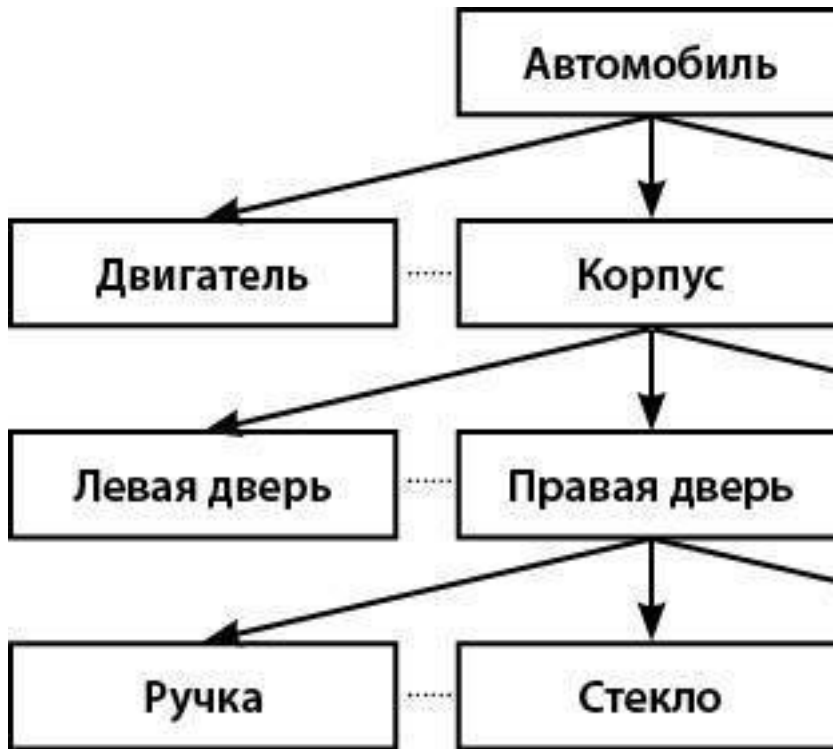 Автомобиль
Двигатель
Корпус
Левая дверь
Правая дверь
Ручка
Стекло